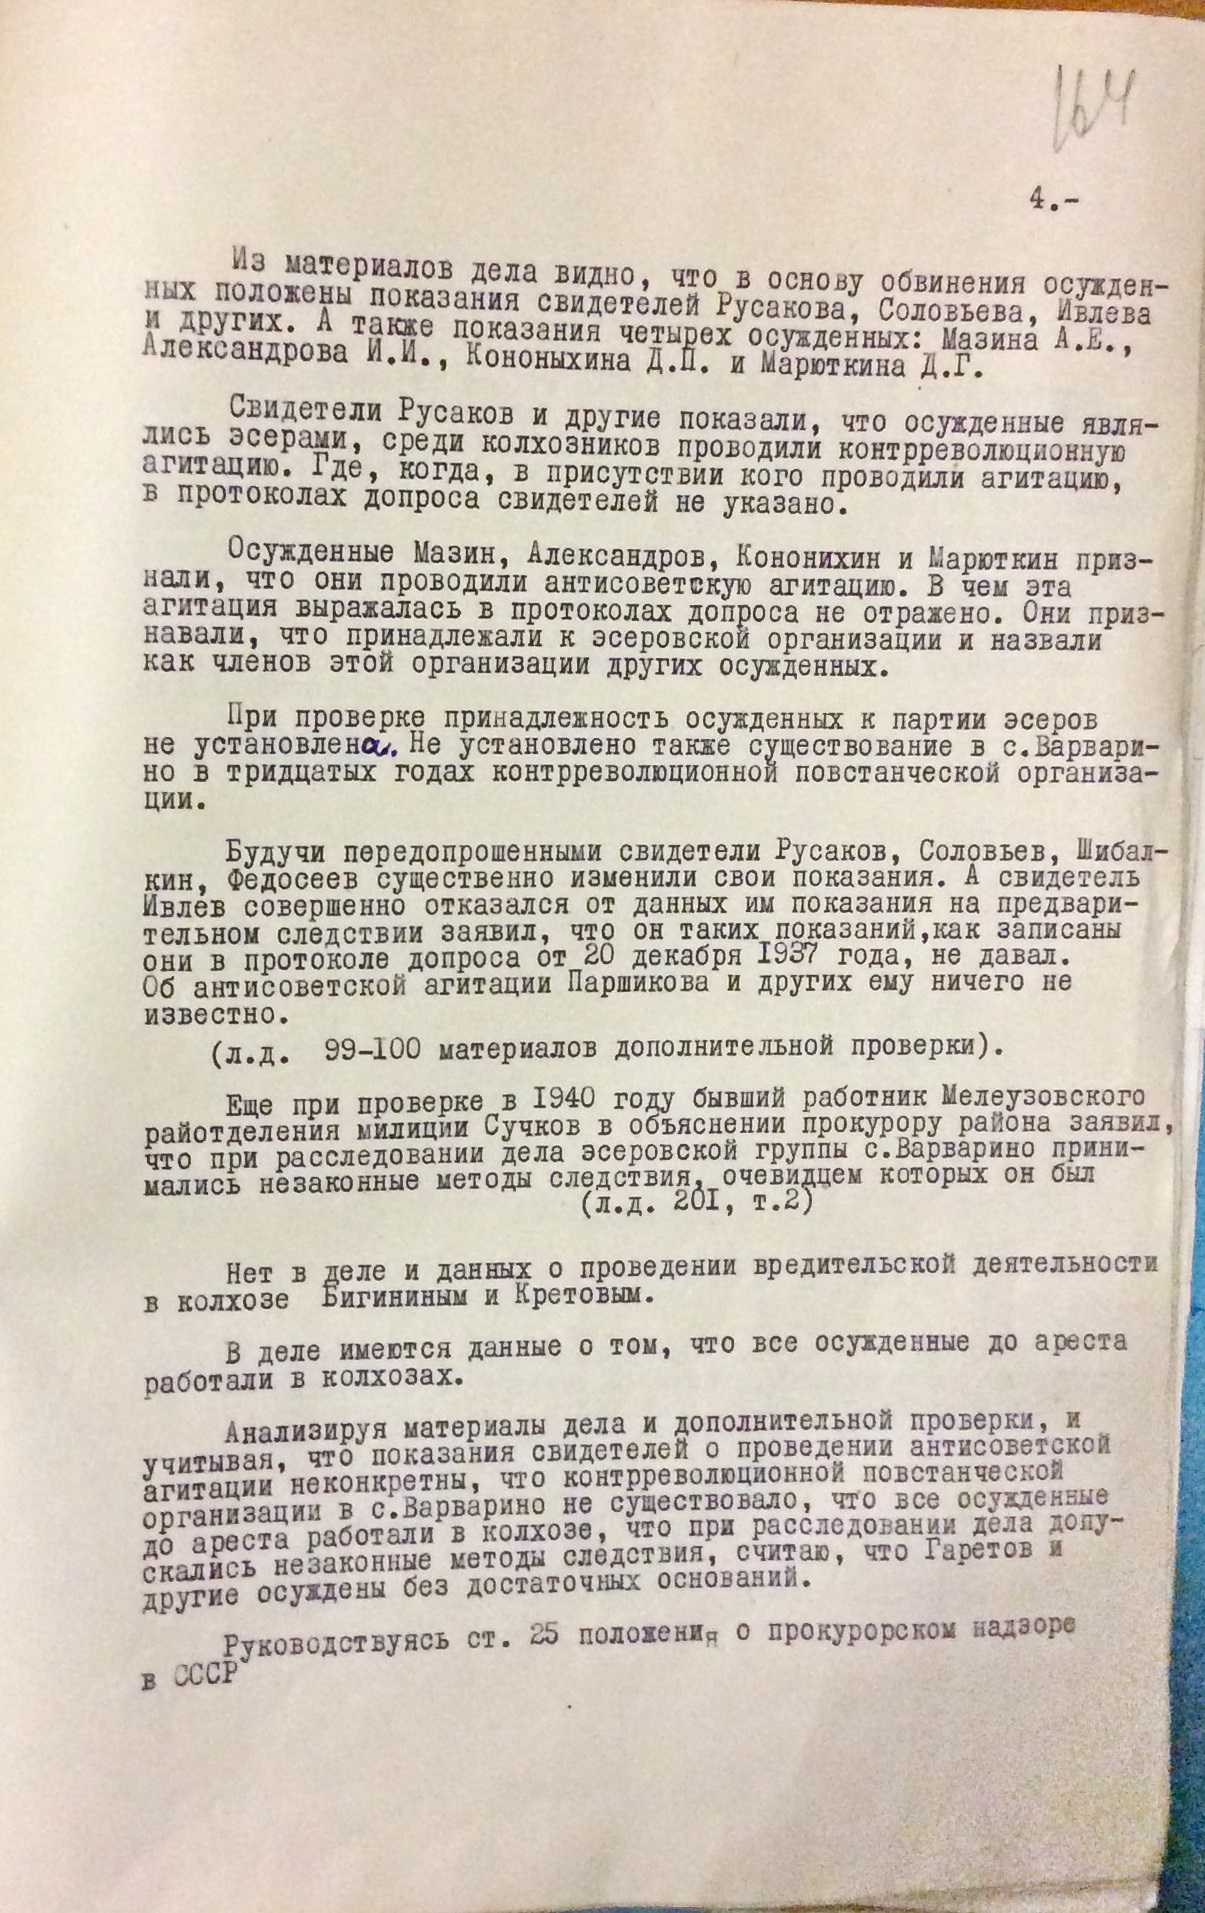 164
4.-
Из материалов дела видно, что в основу обвинения осужден-
ных положены показания свидетелей Русакова, Соловьева, Ивлева
и других. А также показания четырех осужденных: Мазина А.Е.,
Александрова И.И., Кононыхина Д.П. и Марюткина Д.Г.
Свидетели Русаков и другие показали, что осужденные явля-
лись эсерами, среди колхозников проводили контрреволюционную
агитацию. Где, когда, в присутствии кого проводили агитацию,
в протоколах допроса свидетелей не указано.
Осужденные Мазин, Александров, Кононихин и Марюткин приз-
нали, что они проводили антисоветскую агитацию. В чем эта
агитация выражалась в протоколах допроса не отражено. Они приз-
навали, что принадлежали к эсеровской организации и назвали
как членов этой организации других осужденных.
При проверке принадлежность осужденных к партии эсеров
не установлена. Не установлено также существование в с.Варвари-
но в тридцатых годах контрреволюционной повстанческой организа-
ции.
Будучи передопрошенными свидетели Русаков, Соловьев, Шибал-
кин, Федосеев существенно изменили свои показания. А свидетель
Ивлев совершенно отказался от данных им показания на предвари-
тельном следствии заявил, что он таких показаний,как записаны
они в протоколе допроса от 20 декабря 1937 года, не давал.
Об антисоветской агитации Паршикова и других ему ничего не
известно.
(л.д. 99-100 материалов дополнительной проверки).
Еще при проверке в 1940 году бывший работник Мелеузовского
райотделения милиции Сучков в объяснении прокурору района заявил,
что при расследовании дела эсеровской группы с.Варварино прини-
мались незаконные методы следствия, очевидцем которых он был
(л.д. 201, т.2)
Нет в деле и данных о проведении вредительской деятельности
в колхозе Бигининым и Кретовым.
В деле имеются данные о том, что все осужденные до ареста
работали в колхозах.
Анализируя материалы дела и дополнительной проверки, и
учитывая, что показания свидетелей о проведении антисоветской
агитации неконкретны, что контрреволюционной повстанческой
организации в с.Варварино не существовало, что все осужденные
до ареста работали в колхозе, что при расследовании дела допу-
скались незаконные методы следствия, считаю, что Гаретов и
другие осуждены без достаточных оснований.
Руководствуясь ст. 25 положения о прокурорском надзоре
в СССР